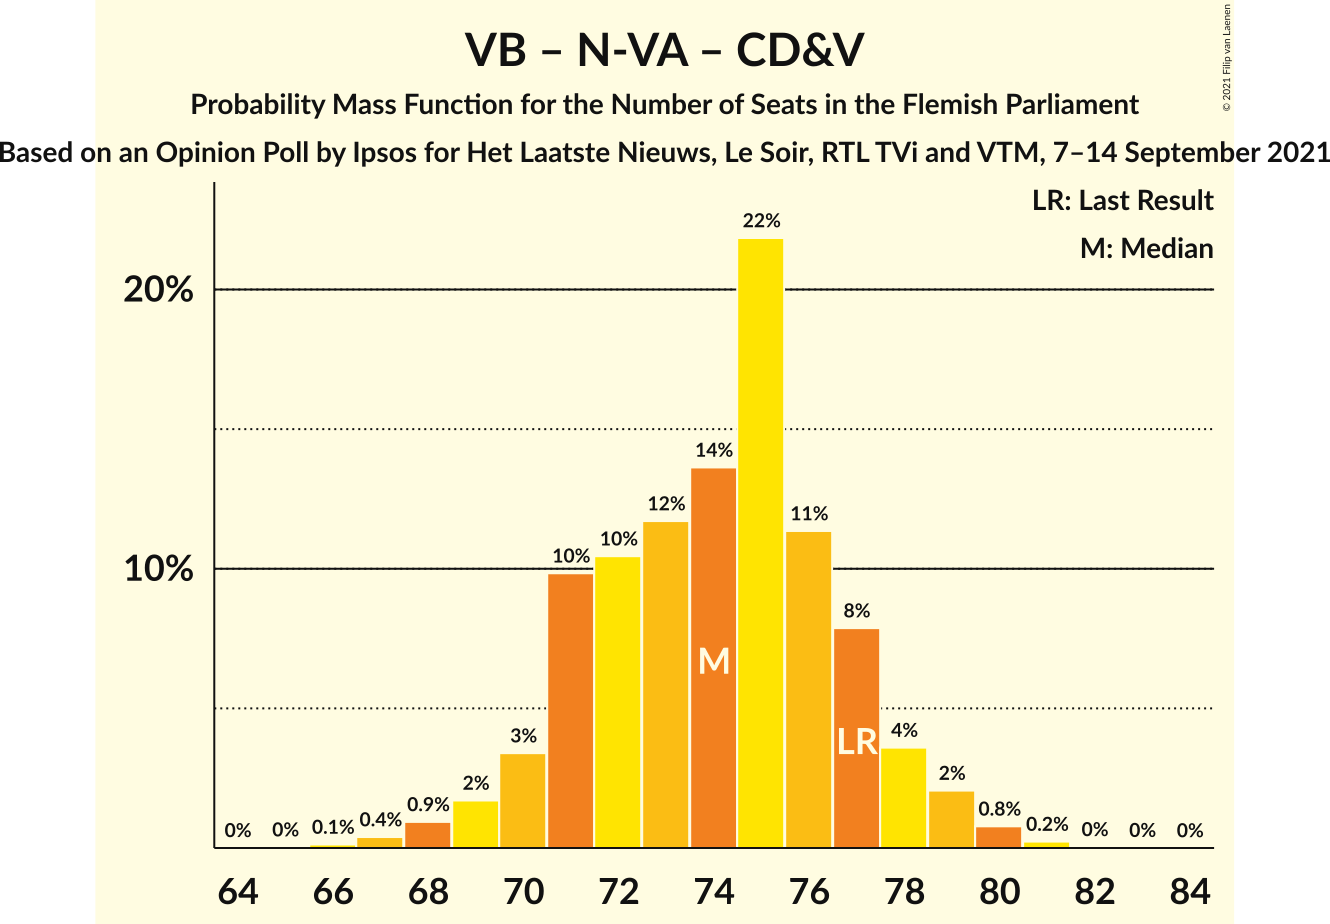 VB – N-VA – CD&V
Probability Mass Function for the Number of Seats in the Flemish Parliament
Based on an Opinion Poll by Ipsos for Het Laatste Nieuws, Le Soir, RTL TVi and VTM, 7–14 September 2021
© 2021 Filip van Laenen
LR: Last Result
M: Median
20%
10%
0% 0% 0.1% 0.4% 0.9% 2% 3% 10% 10% 12% 14% 22% 11% 8% 4% 2% 0.8% 0.2% 0% 0% 0%
M
LR
64 66 68 70 72 74 76 78 80 82 84